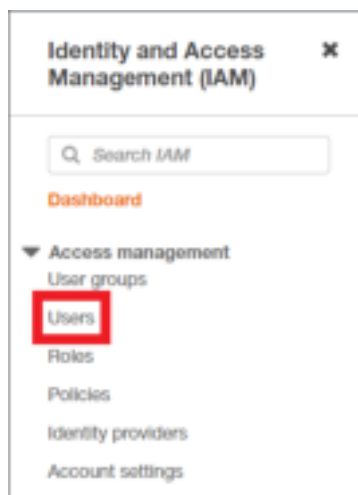 Identity and Access
Management (IAM)
Search IAM
Dashboard
Access management
User groups
Users
Roles
Policies
Identity providers
Account settings